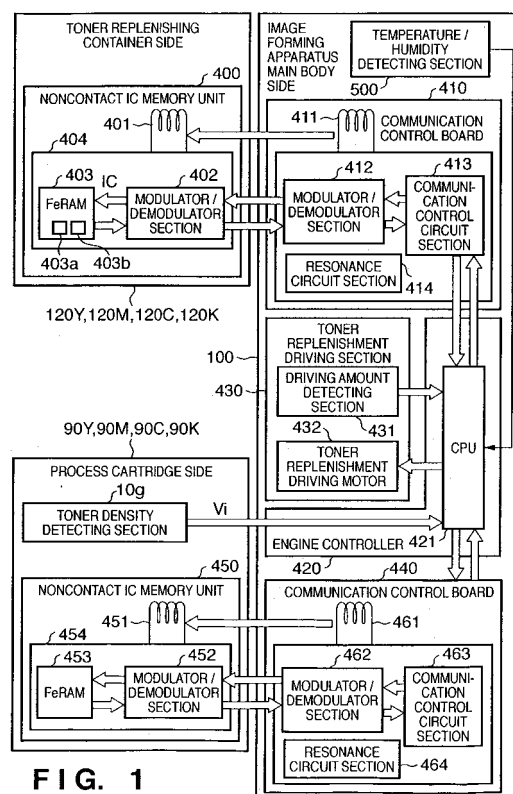 TONER REPLENISHING
CONTAINER SIDE
400
NONCONTACT IC MEMORY UNIT
401
404
403
IC
402
FeRAM
MODULATOR /
DEMODULATOR
SECTION
403a
403b
120Y,120M,120C,120K
IMAGE
FORMING
APPARATUS
MAIN BODY
SIDE
TEMPERATURE /
HUMIDITY
DETECTING SECTION
500
410
411
COMMUNICATION
CONTROL BOARD
412
413
MODULATOR /
DEMODULATOR
SECTION
COMMUNI-
CATION
CONTROL
CIRCUIT
SECTION
RESONANCE
CIRCUIT SECTION
414
100
430
TONER
REPLENISHMENT
DRIVING SECTION
DRIVING AMOUNT
DETECTING
SECTION
432
431
TONER
REPLENISHMENT
DRIVING MOTOR
CPU
421
ENGINE CONTROLLER
420
90Y,90M,90C,90K
PROCESS CARTRIDGE SIDE
10g
TONER DENSITY
DETECTING SECTION
Vi
450
NONCONTACT IC MEMORY UNIT
451
454
453
452
FeRAM
MODULATOR /
DEMODULATOR
SECTION
440
COMMUNICATION CONTROL BOARD
461
462
463
MODULATOR /
DEMODULATOR
SECTION
COMMUNI-
CATION
CONTROL
CIRCUIT
SECTION
RESONANCE
CIRCUIT SECTION
464
FIG. 1